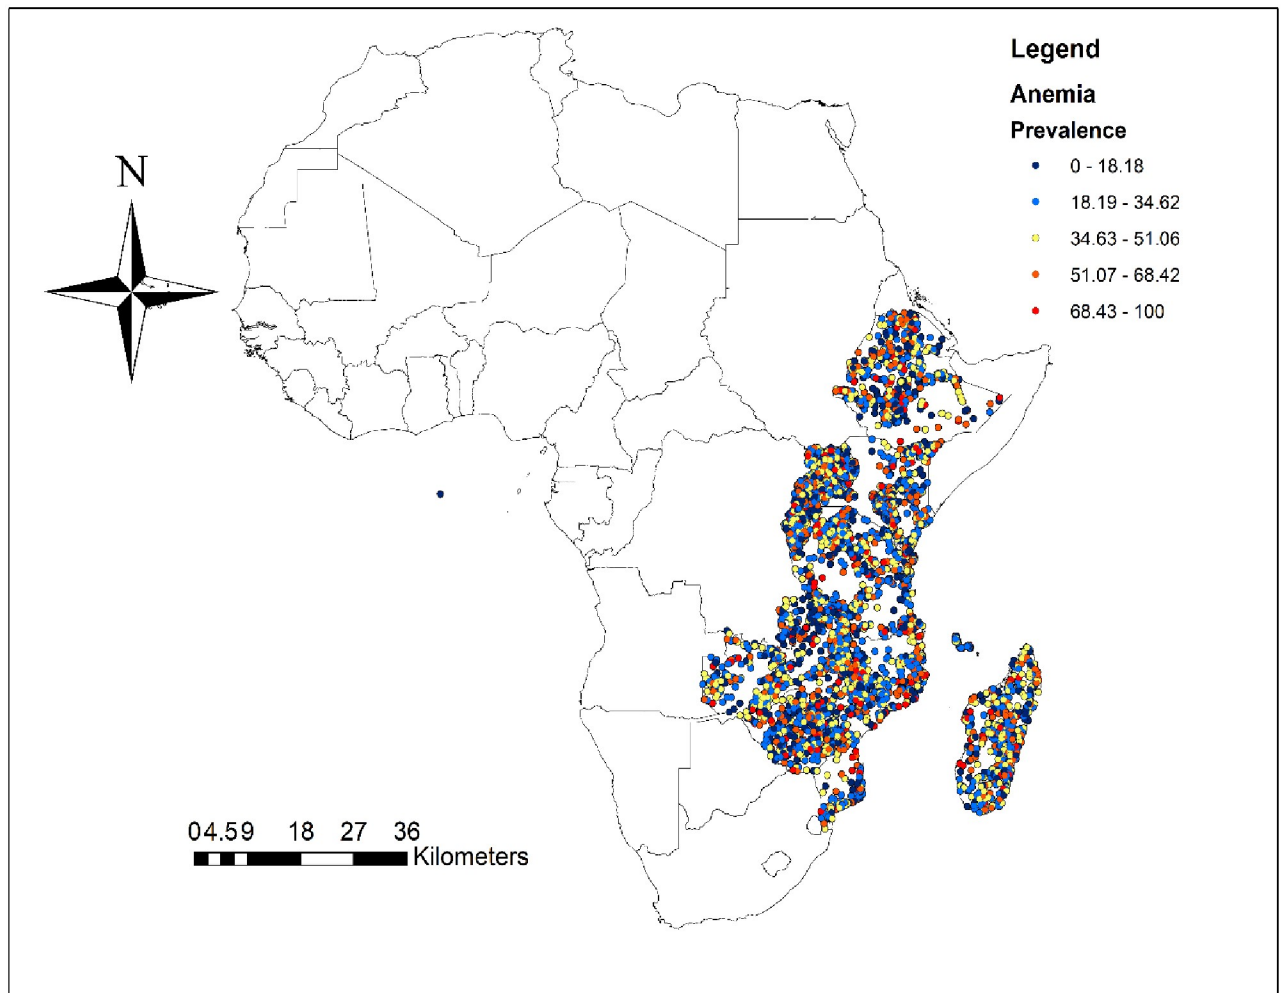 Legend
Anemia
Prevalence
0 - 18.18
18.19 - 34.62
34.63 - 51.06
51.07 - 68.42
68.43 - 100
N
04.59 18 27 36
Kilometers